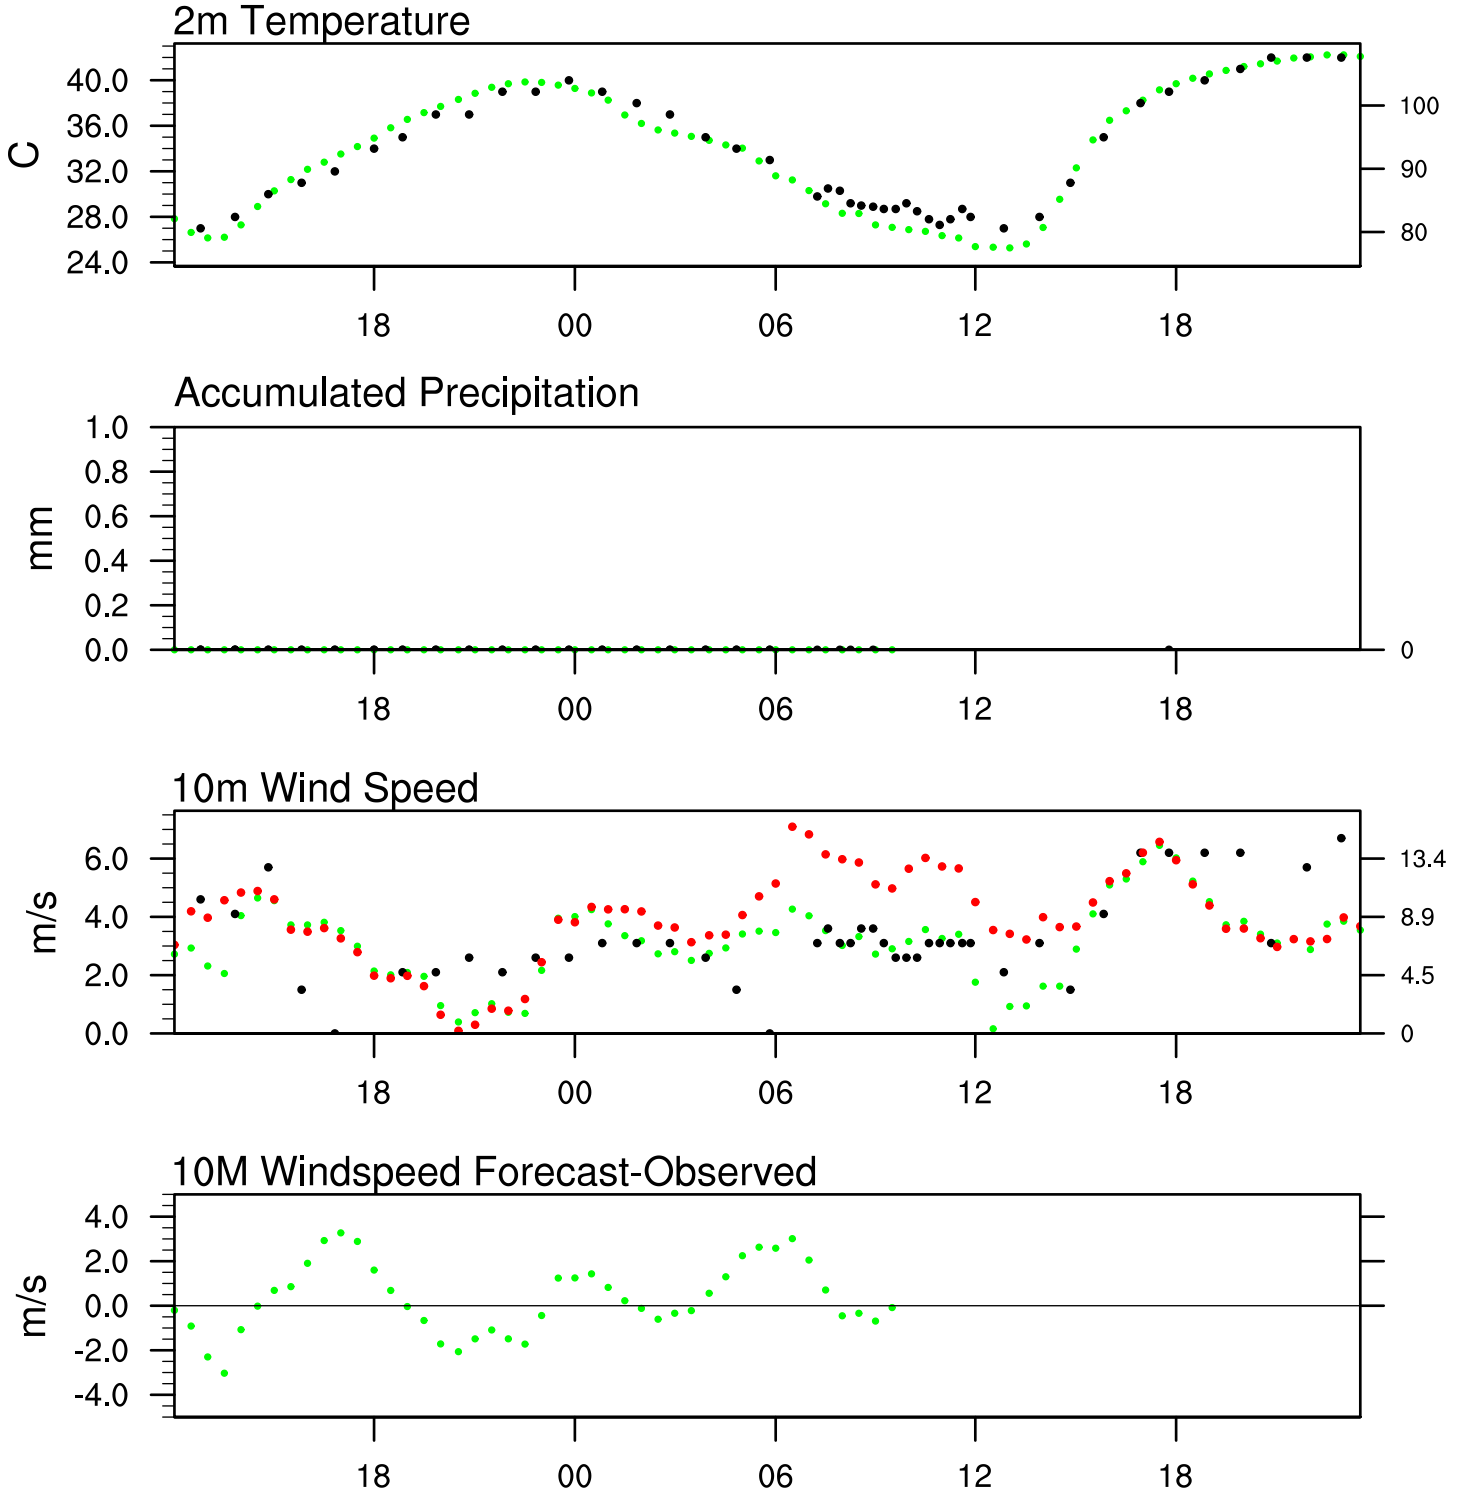 2m Temperature
40.0
36.0
32.0
28.0
24.0
C
100
90
80
18 00 06 12 18
Accumulated Precipitation
1.0
0.8
0.6
0.4
0.2
0.0
mm
0
18 00 06 12 18
10m Wind Speed
6.0
4.0
2.0
0.0
m/s
13.4
8.9
4.5
0
18 00 06 12 18
10M Windspeed Forecast-Observed
4.0
2.0
0.0
-2.0
-4.0
m/s
18 00 06 12 18